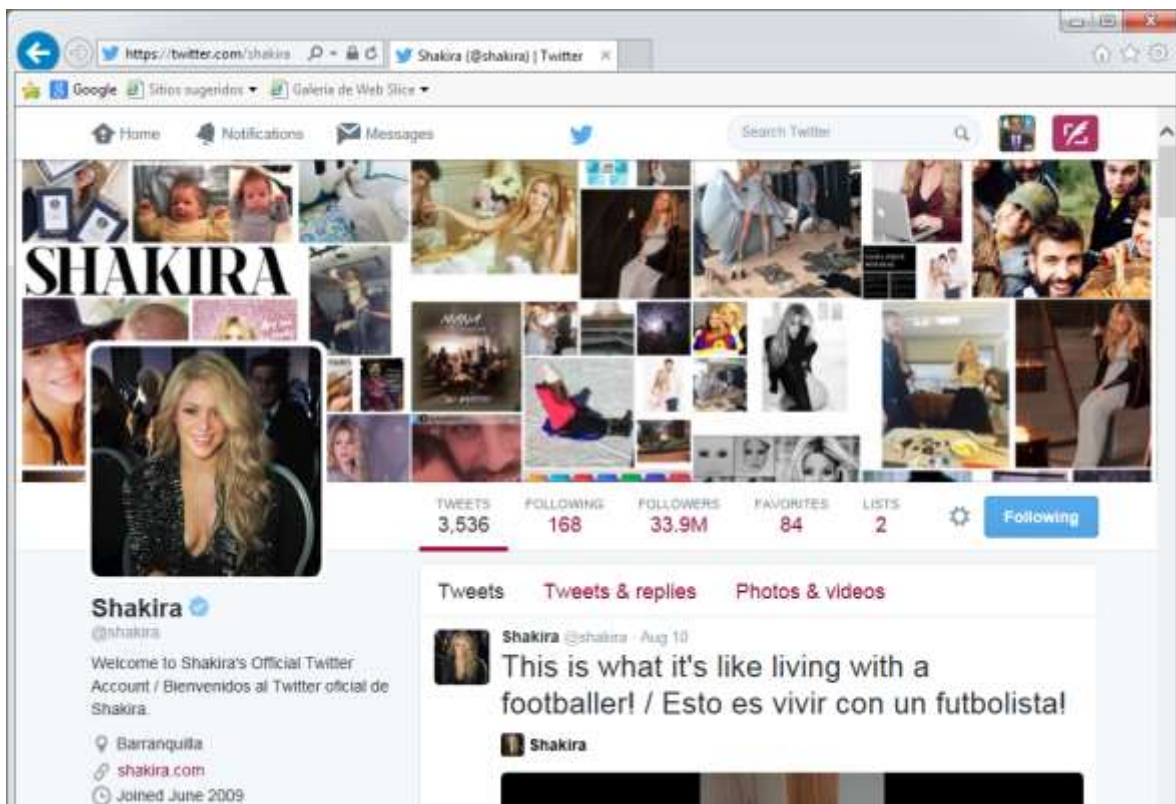 https://twitter.com/shakira
Shakira (@shakira) | Twitter
Google Sitios sugeridos Galería de Web Slice
Home Notifications Messages Search Twitter
SHAKIRA
TWEETS FOLLOWING FOLLOWERS FAVORITES LISTS
3,536 168 33.9M 84 2 Following
Tweets Tweets & replies Photos & videos
Shakira
@shakira
Welcome to Shakira's Official Twitter
Account / Bienvenidos al Twitter oficial de
Shakira.
Barranquilla
shakira.com
Joined June 2009
Shakira @shakira · Aug 10
This is what it's like living with a
footballer! / Esto es vivir con un futbolista!
Shakira